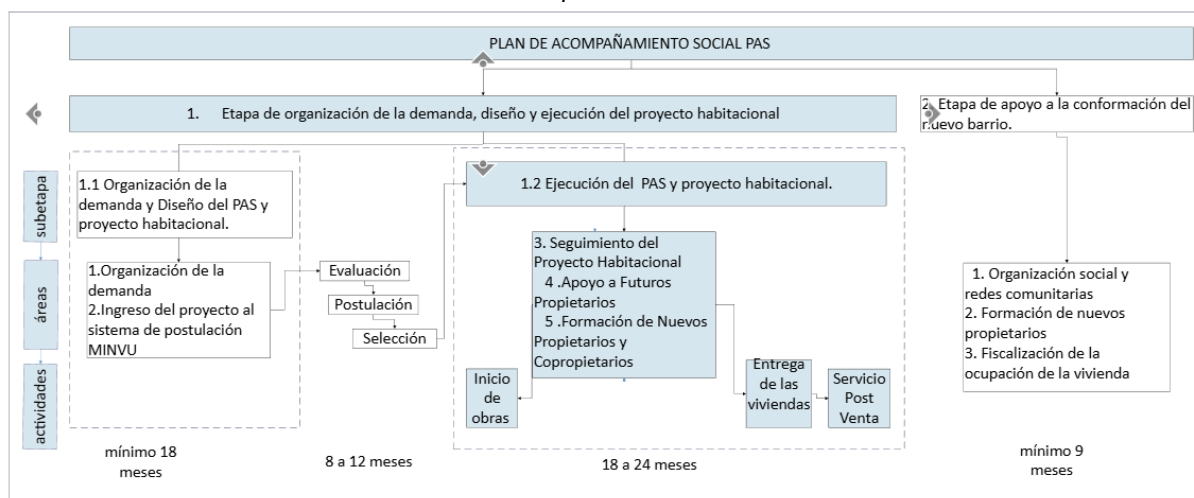 PLAN DE ACOMPAÑAMIENTO SOCIAL PAS
1. Etapa de organización de la demanda, diseño y ejecución del proyecto habitacional
2. Etapa de apoyo a la conformación del
nuevo barrio.
subetapa
1.1 Organización de la
demanda y Diseño del PAS y
proyecto habitacional.
1.2 Ejecución del PAS y proyecto habitacional.
áreas
1.Organización de la
demanda
2.Ingreso del proyecto al
sistema de postulación
MINVU
Evaluación
Postulación
Selección
3. Seguimiento del
Proyecto Habitacional
4 .Apoyo a Futuros
Propietarios
5 .Formación de Nuevos
Propietarios y
Copropietarios
1. Organización social y
redes comunitarias
2. Formación de nuevos
propietarios
3. Fiscalización de la
ocupación de la vivienda
actividades
Inicio
de
obras
Entrega
de las
viviendas
Servicio
Post
Venta
mínimo 18
meses
8 a 12 meses
18 a 24 meses
mínimo 9
meses